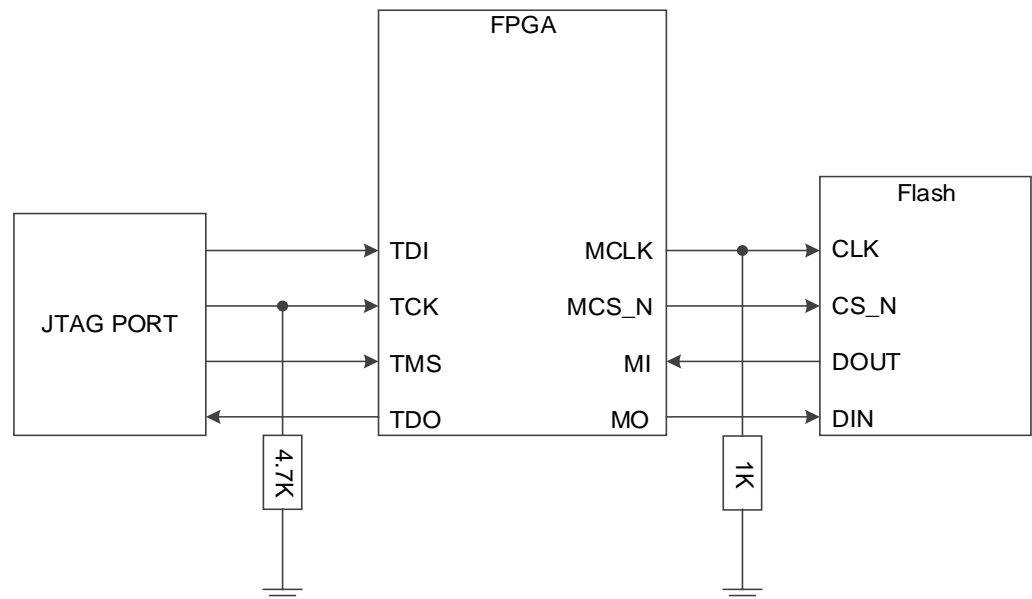 FPGA
Flash
JTAG PORT
TDI
TCK
TMS
TDO
MCLK
MCS_N
MI
MO
CLK
CS_N
DOUT
DIN
4.7K
1K